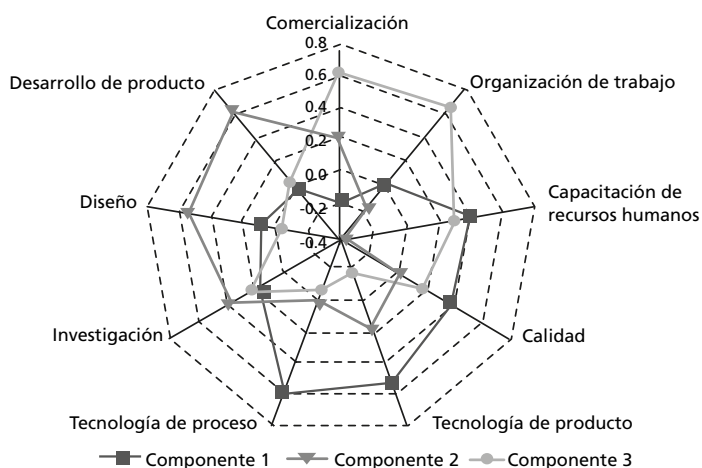 Comercialización
0.8
0.6
0.4
0.2
0.0
-0.2
-0.4
Desarrollo de producto
Organización de trabajo
Diseño
Capacitación de
recursos humanos
Investigación
Calidad
Tecnología de proceso
Tecnología de producto
Componente 1
Componente 2
Componente 3